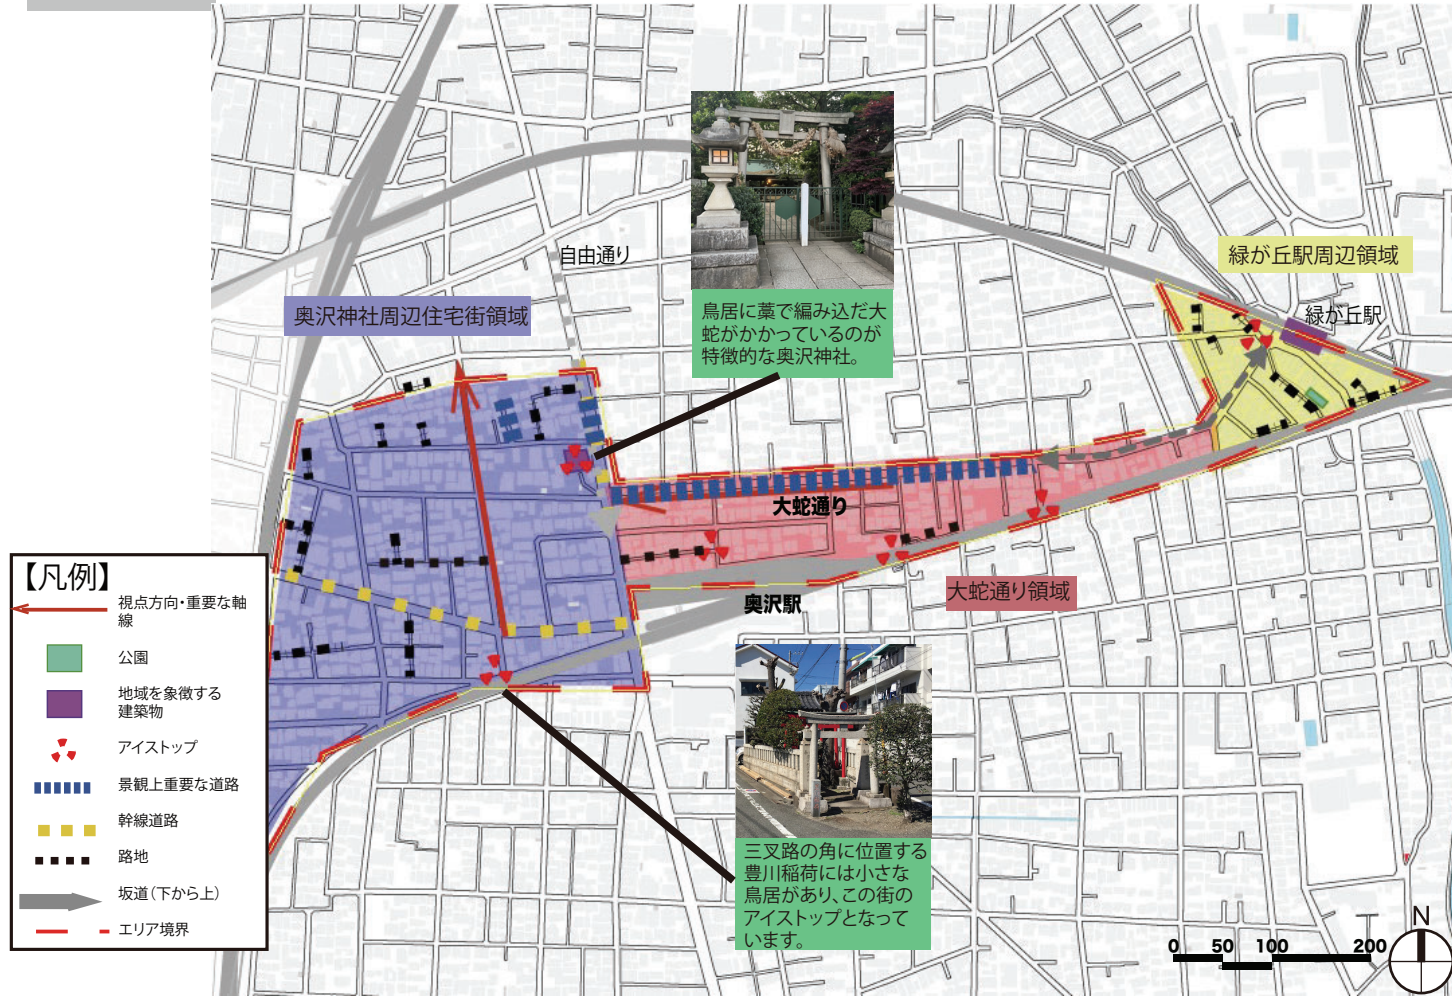 自由通り
緑が丘駅周辺領域
奥沢神社周辺住宅街領域
緑が丘駅
鳥居に藁で編み込だ大
蛇がかかっているのが
特徴的な奥沢神社。
大蛇通り
大蛇通り領域
奥沢駅
【凡例】
視点方向・重要な軸
線
公園
地域を象徴する
建築物
アイストップ
景観上重要な道路
幹線道路
路地
坂道(下から上)
エリア境界
三叉路の角に位置する
豊川稲荷には小さな
鳥居があり、この街の
アイストップとなって
います。
N
0 50 100 200